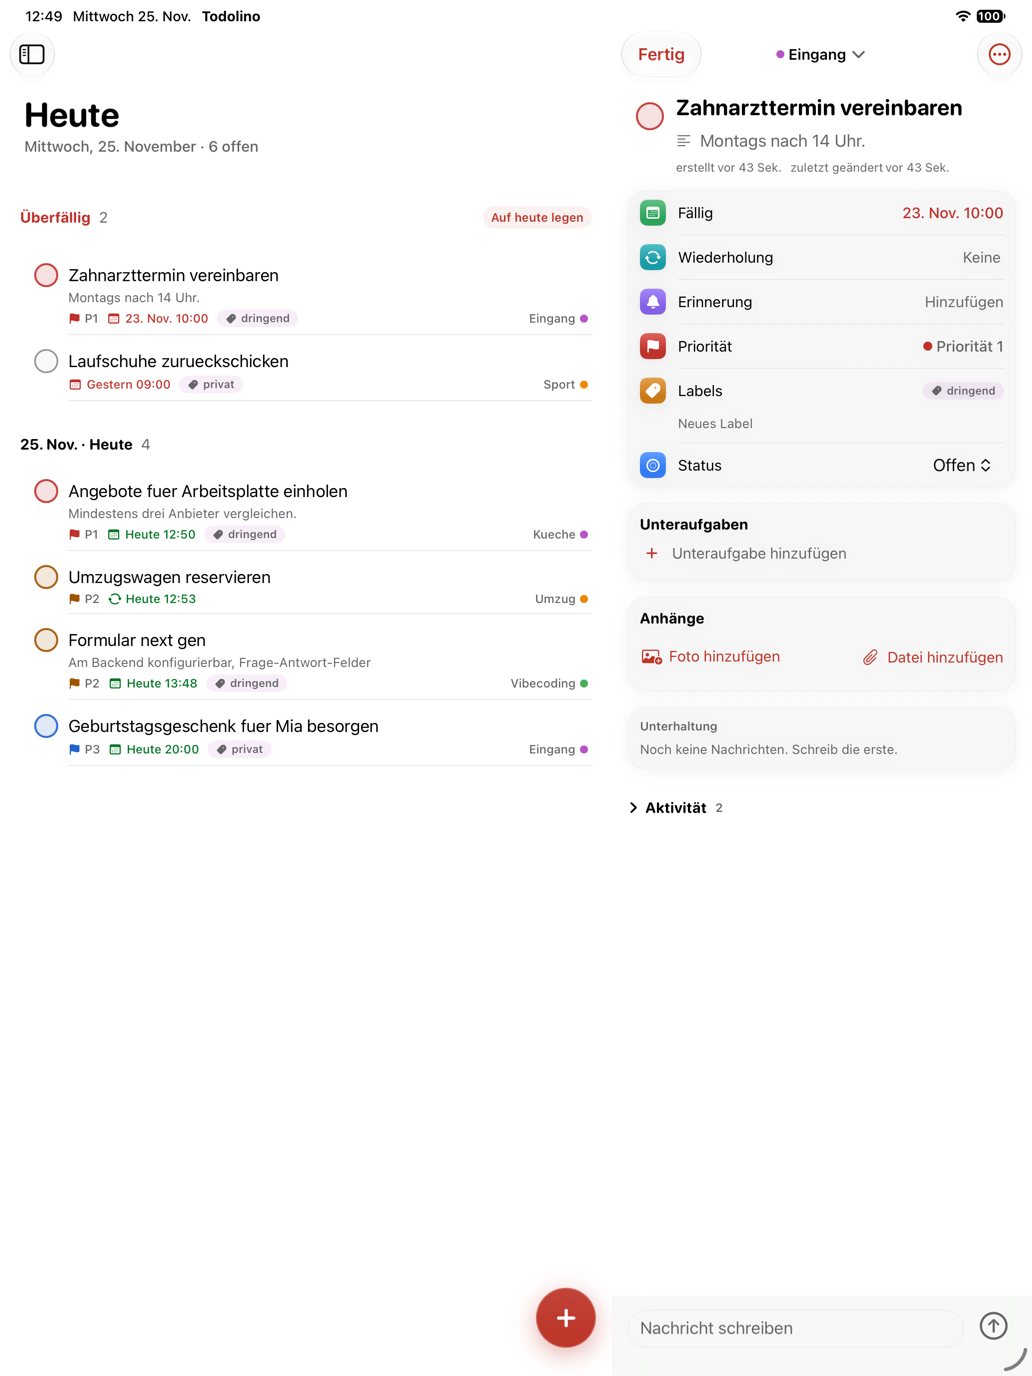 12:49 Mittwoch 25. Nov. Todolino
100
Heute
Mittwoch, 25. November · 6 offen
Überfällig 2
Auf heute legen
Zahnarzttermin vereinbaren
Montags nach 14 Uhr.
P1 23. Nov. 10:00 dringend Eingang
Laufschuhe zurueckschicken
Gestern 09:00 privat Sport
25. Nov. · Heute 4
Angebote fuer Arbeitsplatte einholen
Mindestens drei Anbieter vergleichen.
P1 Heute 12:50 dringend Kueche
Umzugswagen reservieren
P2 Heute 12:53 Umzug
Formular next gen
Am Backend konfigurierbar, Frage-Antwort-Felder
P2 Heute 13:48 dringend Vibecoding
Geburtstagsgeschenk fuer Mia besorgen
P3 Heute 20:00 privat Eingang
Fertig
Eingang
Zahnarzttermin vereinbaren
Montags nach 14 Uhr.
erstellt vor 43 Sek. zuletzt geändert vor 43 Sek.
Fällig 23. Nov. 10:00
Wiederholung Keine
Erinnerung Hinzufügen
Priorität Priorität 1
Labels dringend
Neues Label
Status Offen
Unteraufgaben
Unteraufgabe hinzufügen
Anhänge
Foto hinzufügen Datei hinzufügen
Unterhaltung
Noch keine Nachrichten. Schreib die erste.
Aktivität 2
Nachricht schreiben